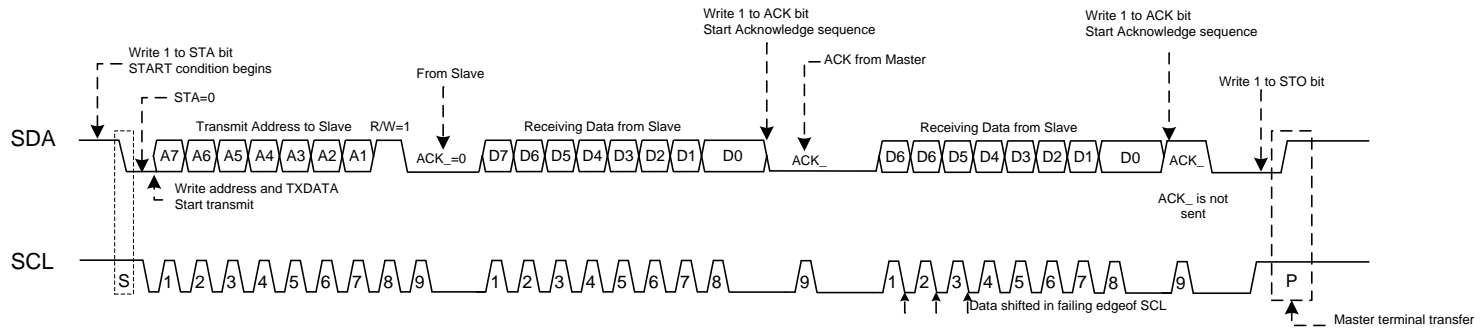 Write 1 to STA bit
START condition begins
STA=0
From Slave
Write 1 to ACK bit
Start Acknowledge sequence
ACK from Master
Write 1 to ACK bit
Start Acknowledge sequence
Write 1 to STO bit
Transmit Address to Slave
R/W=1
Receiving Data from Slave
Receiving Data from Slave
SDA
A7 A6 A5 A4 A3 A2 A1
ACK_=0
D7 D6 D5 D4 D3 D2 D1 D0
ACK_
D6 D6 D5 D4 D3 D2 D1 D0
ACK_
Write address and TXDATA
Start transmit
ACK_ is not
sent
SCL
S
1 2 3 4 5 6 7 8 9
1 2 3 4 5 6 7 8
9
1 2 3 4 5 6 7 8
9
P
Data shifted in failing edgeof SCL
Master terminal transfer